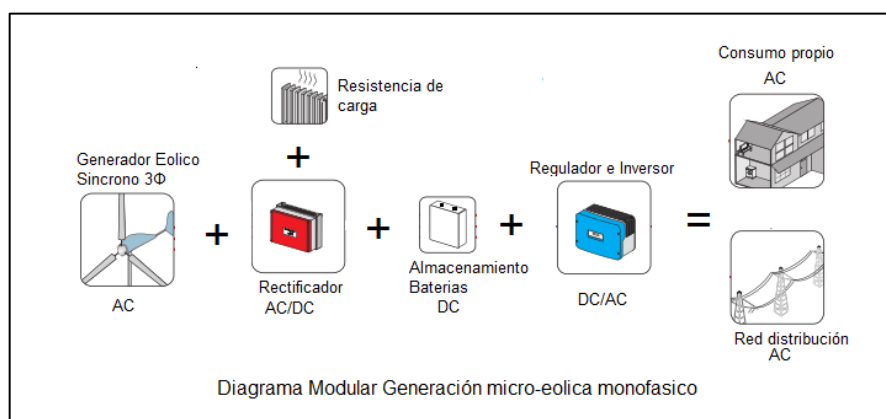 Consumo propio
AC
Resistencia de
carga
Generador Eolico
Sincrono 3Φ
AC
Rectificador
AC/DC
Almacenamiento
Baterias
DC
Regulador e Inversor
DC/AC
Red distribución
AC
Diagrama Modular Generación micro-eolica monofasico